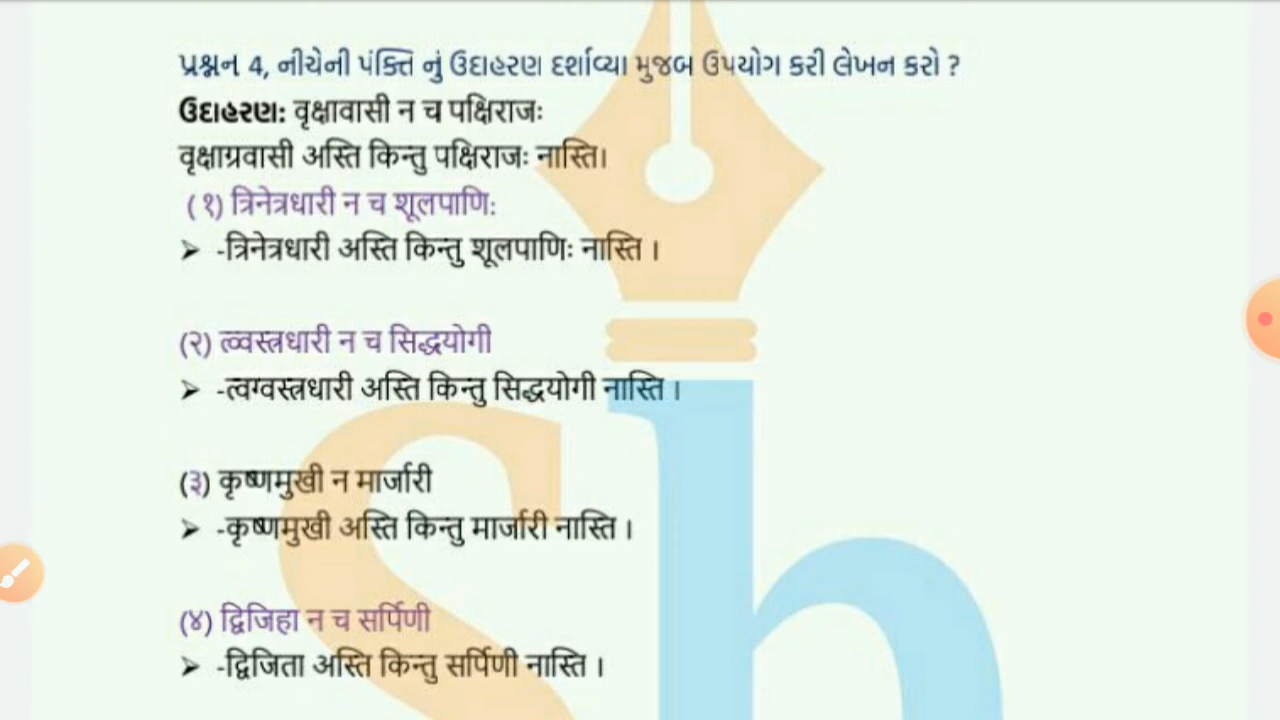 પ્રશ્નન 4, નીચેની પંક્તિ નું ઉદાહરણ દર્શાવ્યા મુજબ ઉપયોગ કરી લેખન કરો ?
ઉદાહરણ: वृक्षावासी न च पक्षिराजः
वृक्षाग्रवासी अस्ति किन्तु पक्षिराजः नास्ति।
(१) त्रिनेत्रधारी न च शूलपाणि:
➢ -त्रिनेत्रधारी अस्ति किन्तु शूलपाणिः नास्ति ।
(२) त्व्वस्त्रधारी न च सिद्धयोगी
➢ -त्वग्वस्त्रधारी अस्ति किन्तु सिद्धयोगी नास्ति ।
(३) कृष्णमुखी न मार्जारी
➢ -कृष्णमुखी अस्ति किन्तु मार्जारी नास्ति ।
(४) द्विजिहा न च सर्पिणी
➢ -द्विजिता अस्ति किन्तु सर्पिणी नास्ति ।
sh